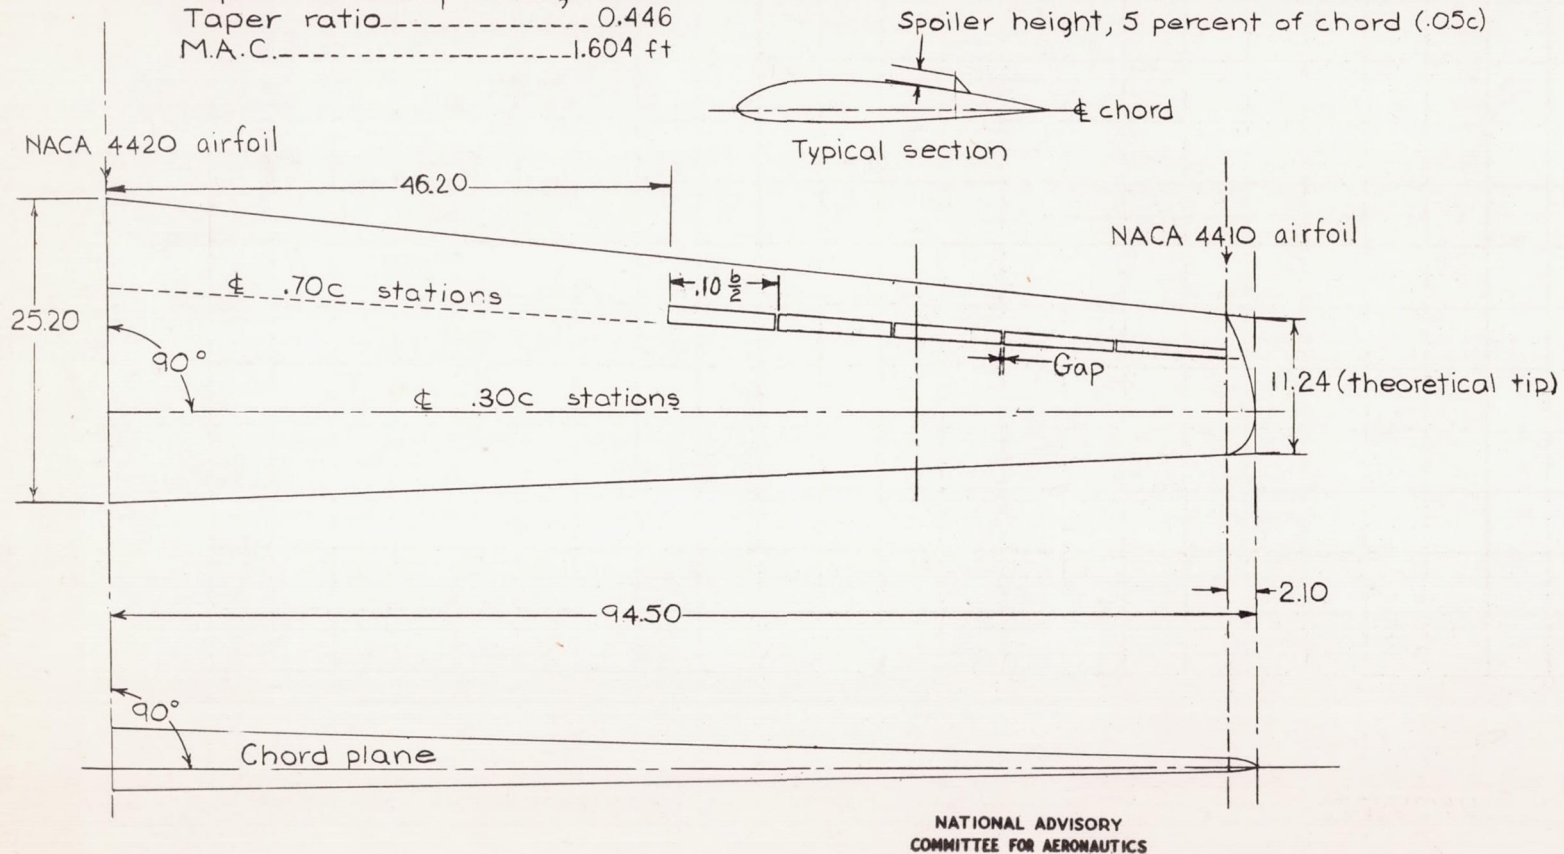 Taper ratio------------- 0.446
M.A.C.-------------------1.604 ft
Spoiler height, 5 percent of chord (.05c)
℄ chord
Typical section
NACA 4420 airfoil
46.20
NACA 4410 airfoil
.10 b/2
℄ .70c stations
25.20
90°
Gap
11.24 (theoretical tip)
℄ .30c stations
2.10
94.50
90°
Chord plane
NATIONAL ADVISORY
COMMITTEE FOR AERONAUTICS